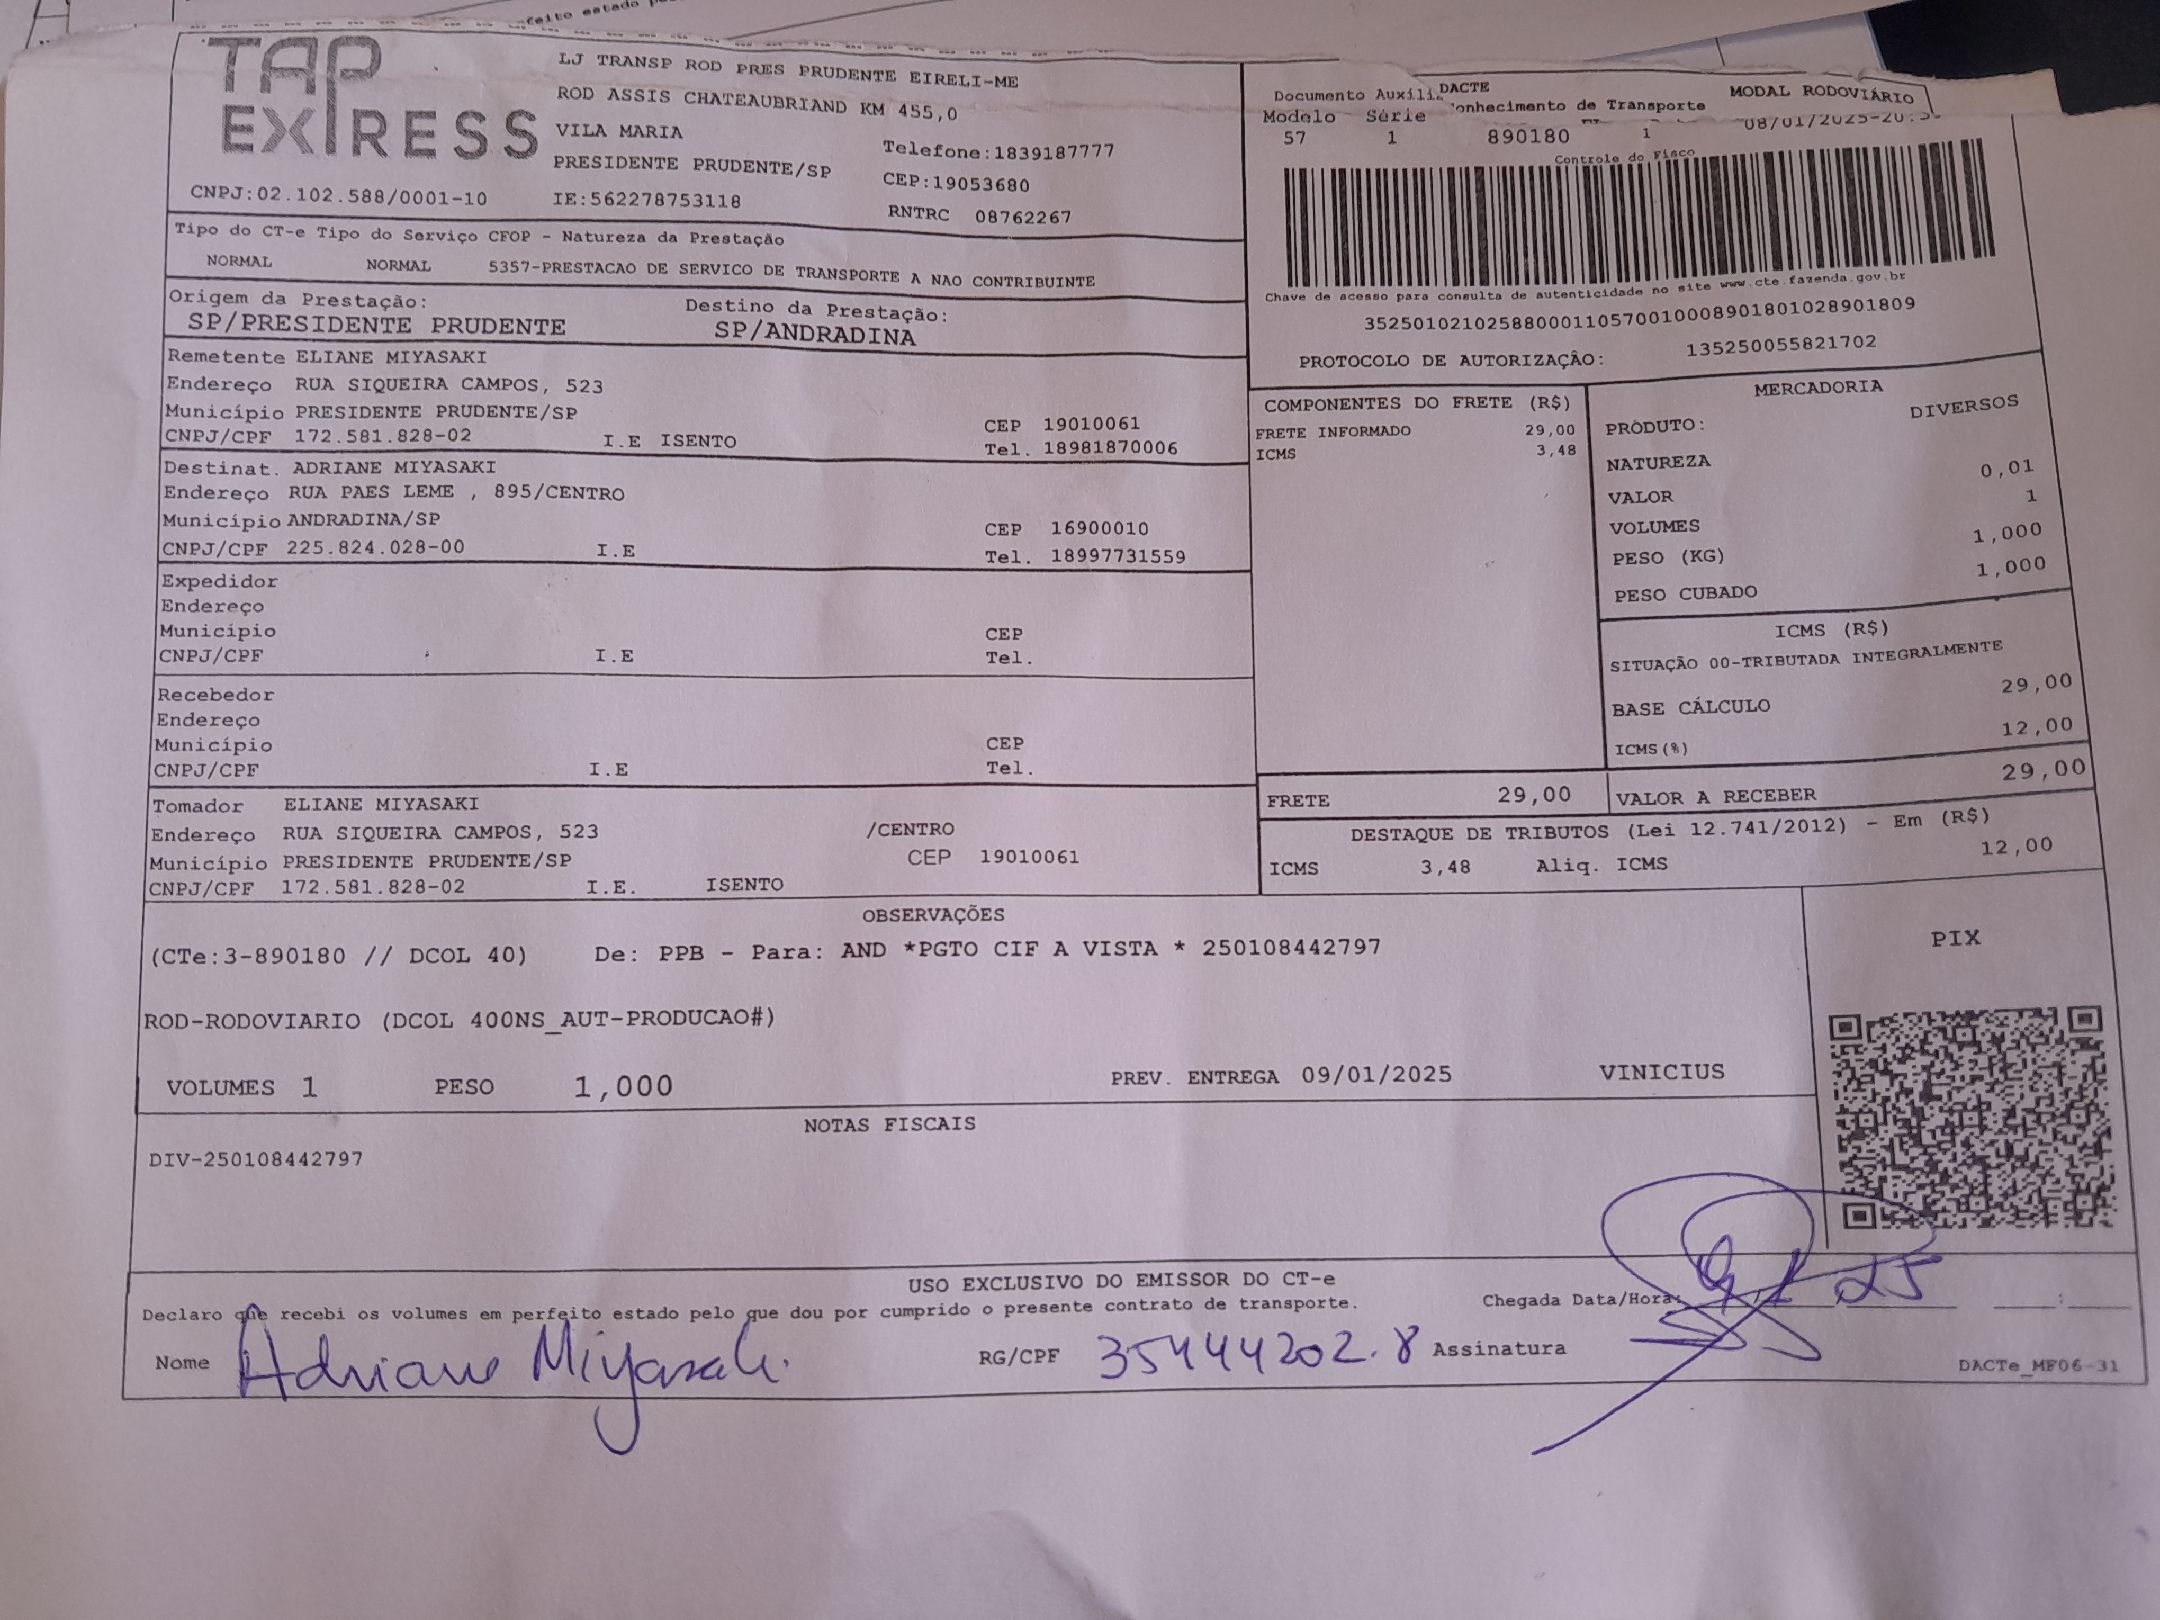 feito estado
TAP EXPRESS
CNPJ:02.102.588/0001-10
LJ TRANSP ROD PRES PRUDENTE EIRELI-ME
ROD ASSIS CHATEAUBRIAND KM 455,0
VILA MARIA
Telefone:1839187777
PRESIDENTE PRUDENTE/SP
CEP:19053680
IE:562278753118
RNTRC 08762267
DACTE
MODAL RODOVIÁRIO
Documento Auxili onhecimento de Transporte
Modelo Série
57 1 890180 1 08/01/2025-20:
Controle do Fisco
Chave de acesso para consulta de autenticidade no site www.cte.fazenda.gov.br
35250102102588000110570010008901801028901809
PROTOCOLO DE AUTORIZAÇÃO: 135250055821702
Tipo do CT-e Tipo do Serviço CFOP - Natureza da Prestação
NORMAL NORMAL 5357-PRESTACAO DE SERVICO DE TRANSPORTE A NAO CONTRIBUINTE
Origem da Prestação: Destino da Prestação:
SP/PRESIDENTE PRUDENTE SP/ANDRADINA
Remetente ELIANE MIYASAKI
Endereço RUA SIQUEIRA CAMPOS, 523
Município PRESIDENTE PRUDENTE/SP CEP 19010061
CNPJ/CPF 172.581.828-02 I.E ISENTO Tel. 18981870006
Destinat. ADRIANE MIYASAKI
Endereço RUA PAES LEME , 895/CENTRO
Município ANDRADINA/SP CEP 16900010
CNPJ/CPF 225.824.028-00 I.E Tel. 18997731559
Expedidor
Endereço
Município CEP
CNPJ/CPF I.E Tel.
Recebedor
Endereço
Município CEP
CNPJ/CPF I.E Tel.
Tomador ELIANE MIYASAKI
Endereço RUA SIQUEIRA CAMPOS, 523 /CENTRO
Município PRESIDENTE PRUDENTE/SP CEP 19010061
CNPJ/CPF 172.581.828-02 I.E. ISENTO
COMPONENTES DO FRETE (R$)
FRETE INFORMADO 29,00
ICMS 3,48
MERCADORIA
PRODUTO: DIVERSOS
NATUREZA
VALOR 0,01
VOLUMES 1
PESO (KG) 1,000
PESO CUBADO 1,000
ICMS (R$)
SITUAÇÃO 00-TRIBUTADA INTEGRALMENTE
BASE CÁLCULO 29,00
ICMS(%) 12,00
FRETE 29,00 VALOR A RECEBER 29,00
DESTAQUE DE TRIBUTOS (Lei 12.741/2012) - Em (R$)
ICMS 3,48 Aliq. ICMS 12,00
OBSERVAÇÕES
(CTe:3-890180 // DCOL 40) De: PPB - Para: AND *PGTO CIF A VISTA * 250108442797
ROD-RODOVIARIO (DCOL 400NS_AUT-PRODUCAO#)
VOLUMES 1 PESO 1,000 PREV. ENTREGA 09/01/2025 VINICIUS
PIX
NOTAS FISCAIS
DIV-250108442797
USO EXCLUSIVO DO EMISSOR DO CT-e
Declaro que recebi os volumes em perfeito estado pelo que dou por cumprido o presente contrato de transporte. Chegada Data/Hora: 9/1/25 :
Nome Adriane Miyasaki RG/CPF 35444202.8 Assinatura
DACTe_MF06-31